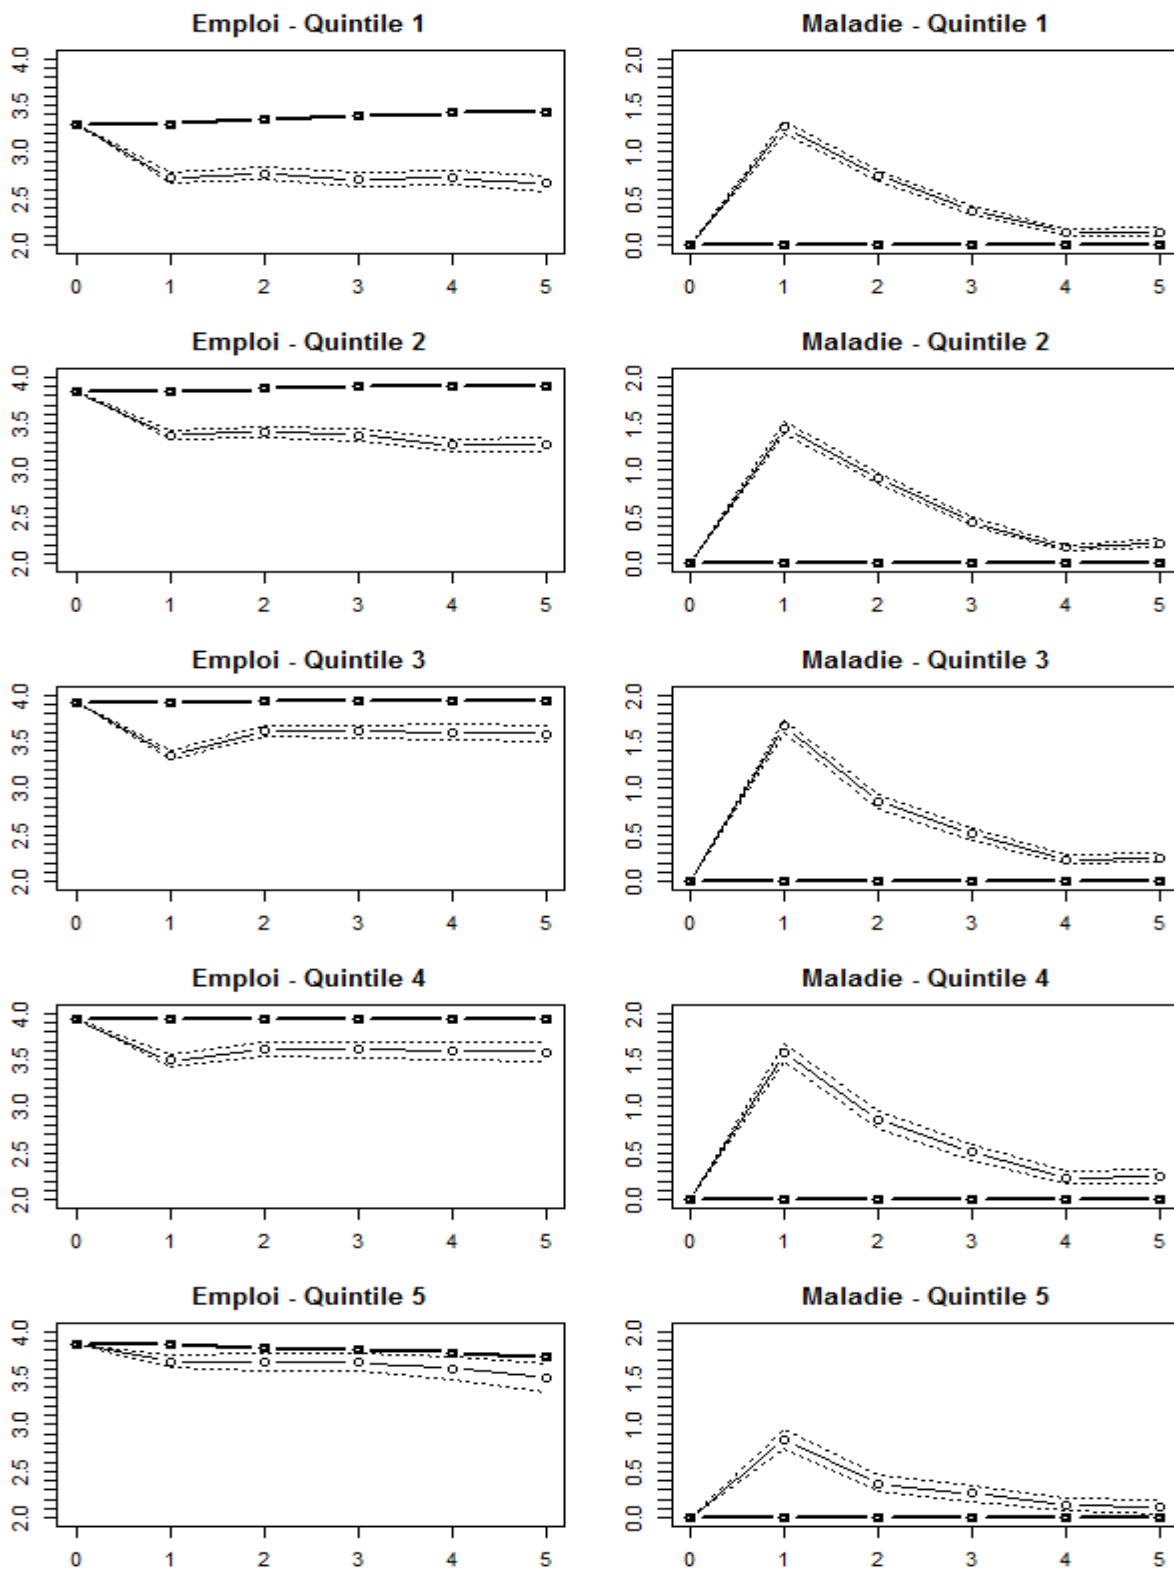 Emploi - Quintile 1
4.0
3.5
3.0
2.5
2.0
0 1 2 3 4 5
Maladie - Quintile 1
2.0
1.5
1.0
0.5
0.0
0 1 2 3 4 5
Emploi - Quintile 2
4.0
3.5
3.0
2.5
2.0
0 1 2 3 4 5
Maladie - Quintile 2
2.0
1.5
1.0
0.5
0.0
0 1 2 3 4 5
Emploi - Quintile 3
4.0
3.5
3.0
2.5
2.0
0 1 2 3 4 5
Maladie - Quintile 3
2.0
1.5
1.0
0.5
0.0
0 1 2 3 4 5
Emploi - Quintile 4
4.0
3.5
3.0
2.5
2.0
0 1 2 3 4 5
Maladie - Quintile 4
2.0
1.5
1.0
0.5
0.0
0 1 2 3 4 5
Emploi - Quintile 5
4.0
3.5
3.0
2.5
2.0
0 1 2 3 4 5
Maladie - Quintile 5
2.0
1.5
1.0
0.5
0.0
0 1 2 3 4 5